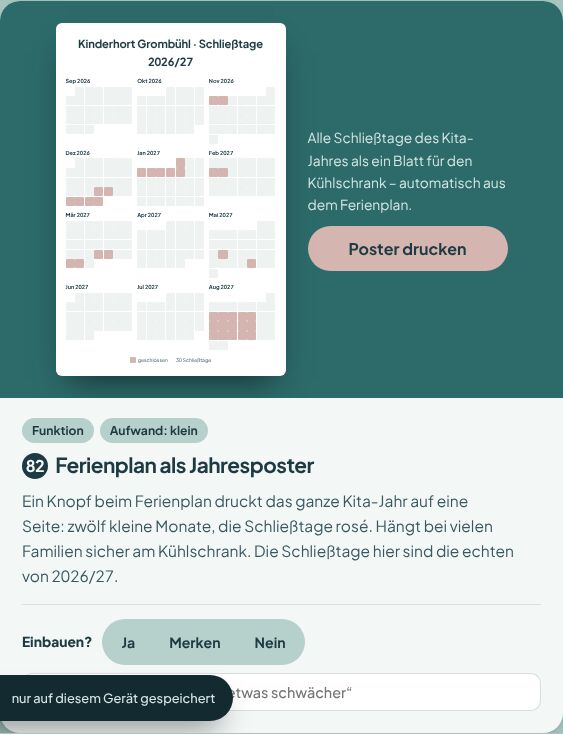 Kinderhort Grombühl · Schließtage
2026/27
Sep 2026
Okt 2026
Nov 2026
Dez 2026
Jan 2027
Feb 2027
Mär 2027
Apr 2027
Mai 2027
Jun 2027
Jul 2027
Aug 2027
geschlossen 30 Schließtage
Alle Schließtage des Kita-
Jahres als ein Blatt für den
Kühlschrank – automatisch aus
dem Ferienplan.
Poster drucken
Funktion
Aufwand: klein
82 Ferienplan als Jahresposter
Ein Knopf beim Ferienplan druckt das ganze Kita-Jahr auf eine
Seite: zwölf kleine Monate, die Schließtage rosé. Hängt bei vielen
Familien sicher am Kühlschrank. Die Schließtage hier sind die echten
von 2026/27.
Einbauen? Ja Merken Nein
nur auf diesem Gerät gespeichert
etwas schwächer“